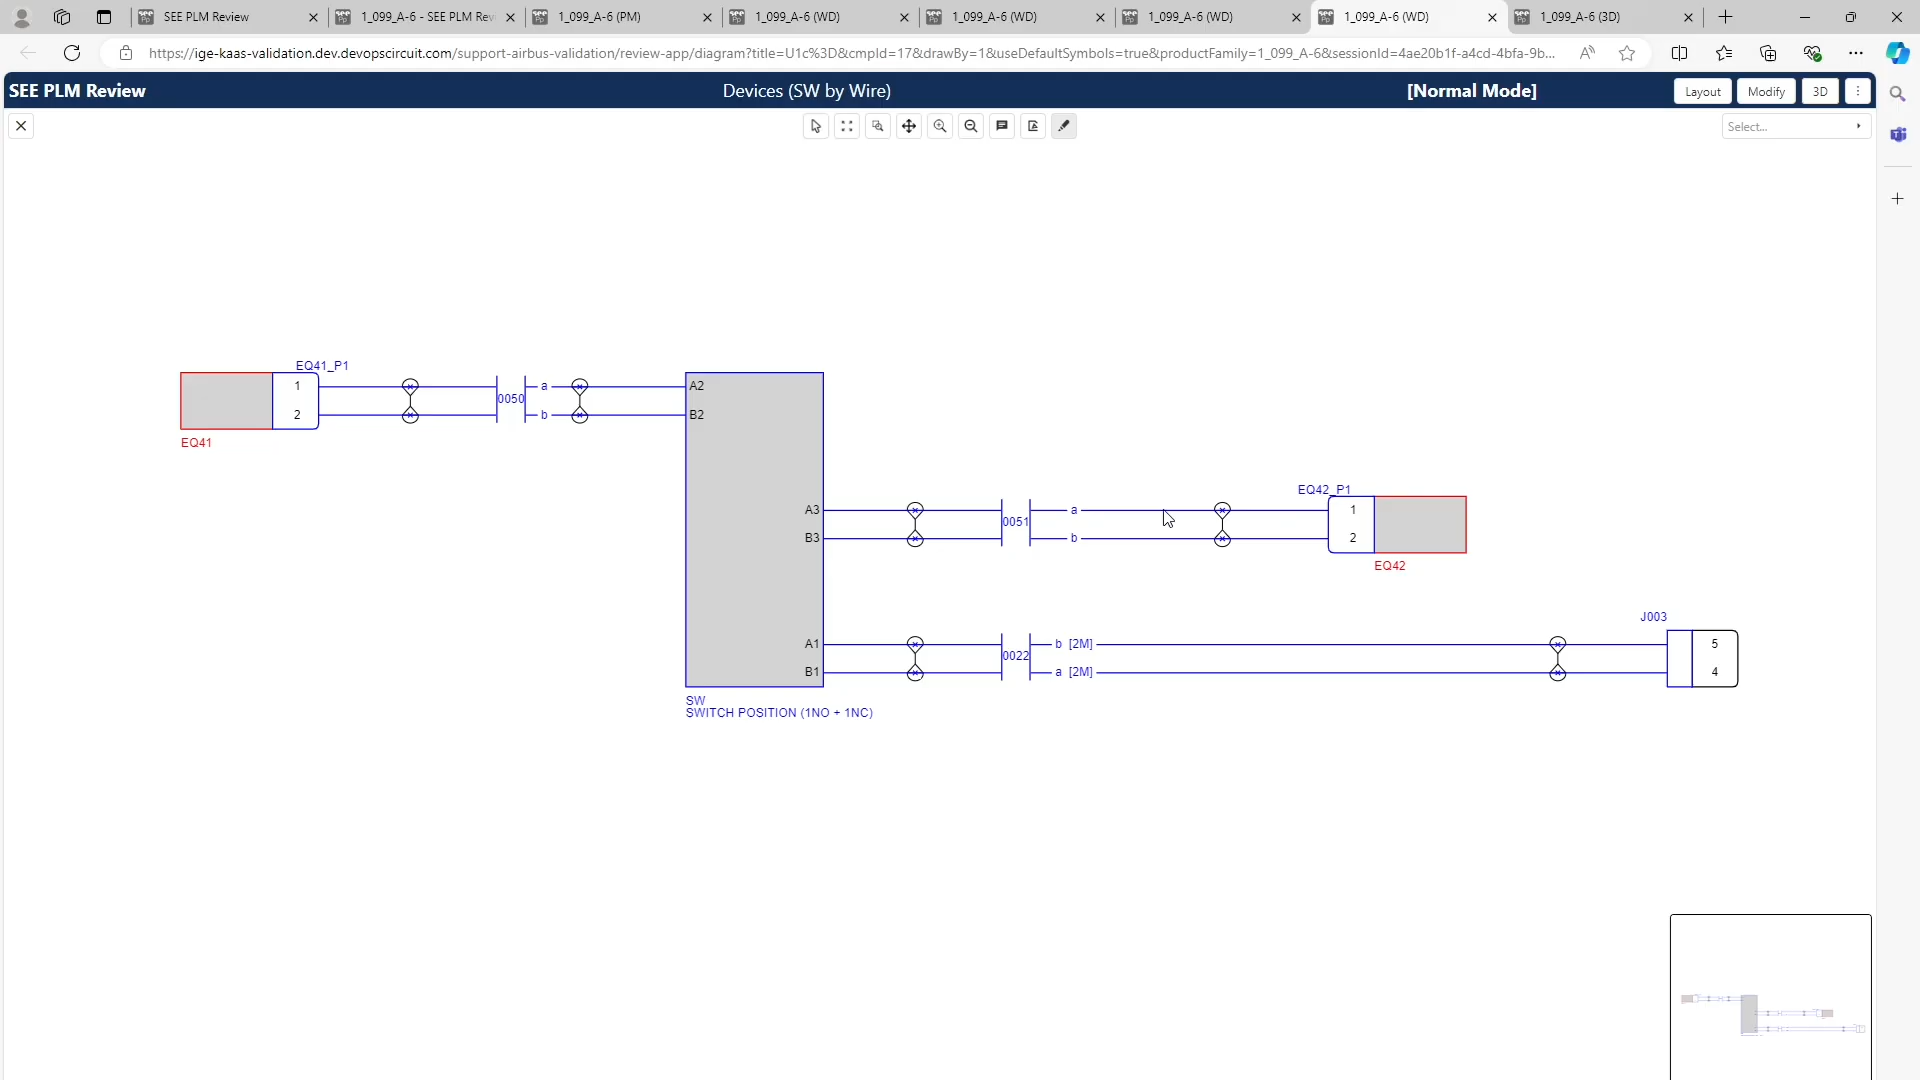 SEE PLM Review
1_099_A-6 - SEE PLM Rev
1_099_A-6 (PM)
1_099_A-6 (WD)
1_099_A-6 (WD)
1_099_A-6 (WD)
1_099_A-6 (WD)
1_099_A-6 (3D)
https://ige-kaas-validation.dev.devopscircuit.com/support-airbus-validation/review-app/diagram?title=U1c%3D&cmpId=17&drawBy=1&useDefaultSymbols=true&productFamily=1_099_A-6&sessionId=4ae20b1f-a4cd-4bfa-9b...
SEE PLM Review
Devices (SW by Wire)
[Normal Mode]
Layout
Modify
3D
Select...
EQ41_P1
1
2
EQ41
0050
a
b
A2
B2
A3
B3
0051
a
b
EQ42_P1
1
2
EQ42
A1
B1
0022
b [2M]
a [2M]
J003
5
4
SW
SWITCH POSITION (1NO + 1NC)